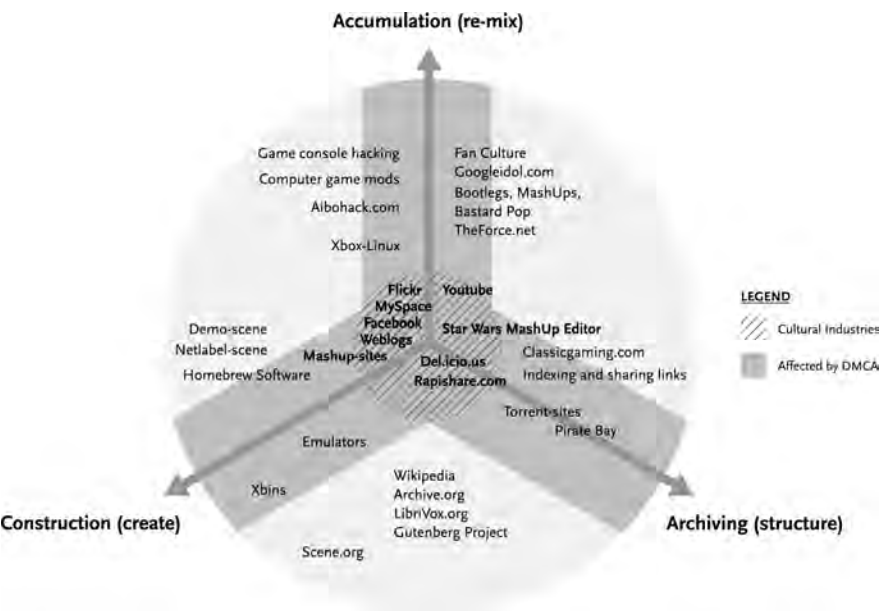 Accumulation (re-mix)
Game console hacking
Computer game mods
Aibohack.com
Xbox-Linux
Fan Culture
Googleidol.com
Bootlegs, MashUps,
Bastard Pop
TheForce.net
Flickr
MySpace
Facebook
Weblogs
Mashup-sites
Youtube
Star Wars MashUp Editor
Del.icio.us
Rapishare.com
LEGEND
Cultural Industries
Affected by DMCA
Demo-scene
Netlabel-scene
Homebrew Software
Classicgaming.com
Indexing and sharing links
Torrent-sites
Pirate Bay
Emulators
Xbins
Wikipedia
Archive.org
LibriVox.org
Gutenberg Project
Scene.org
Construction (create)
Archiving (structure)